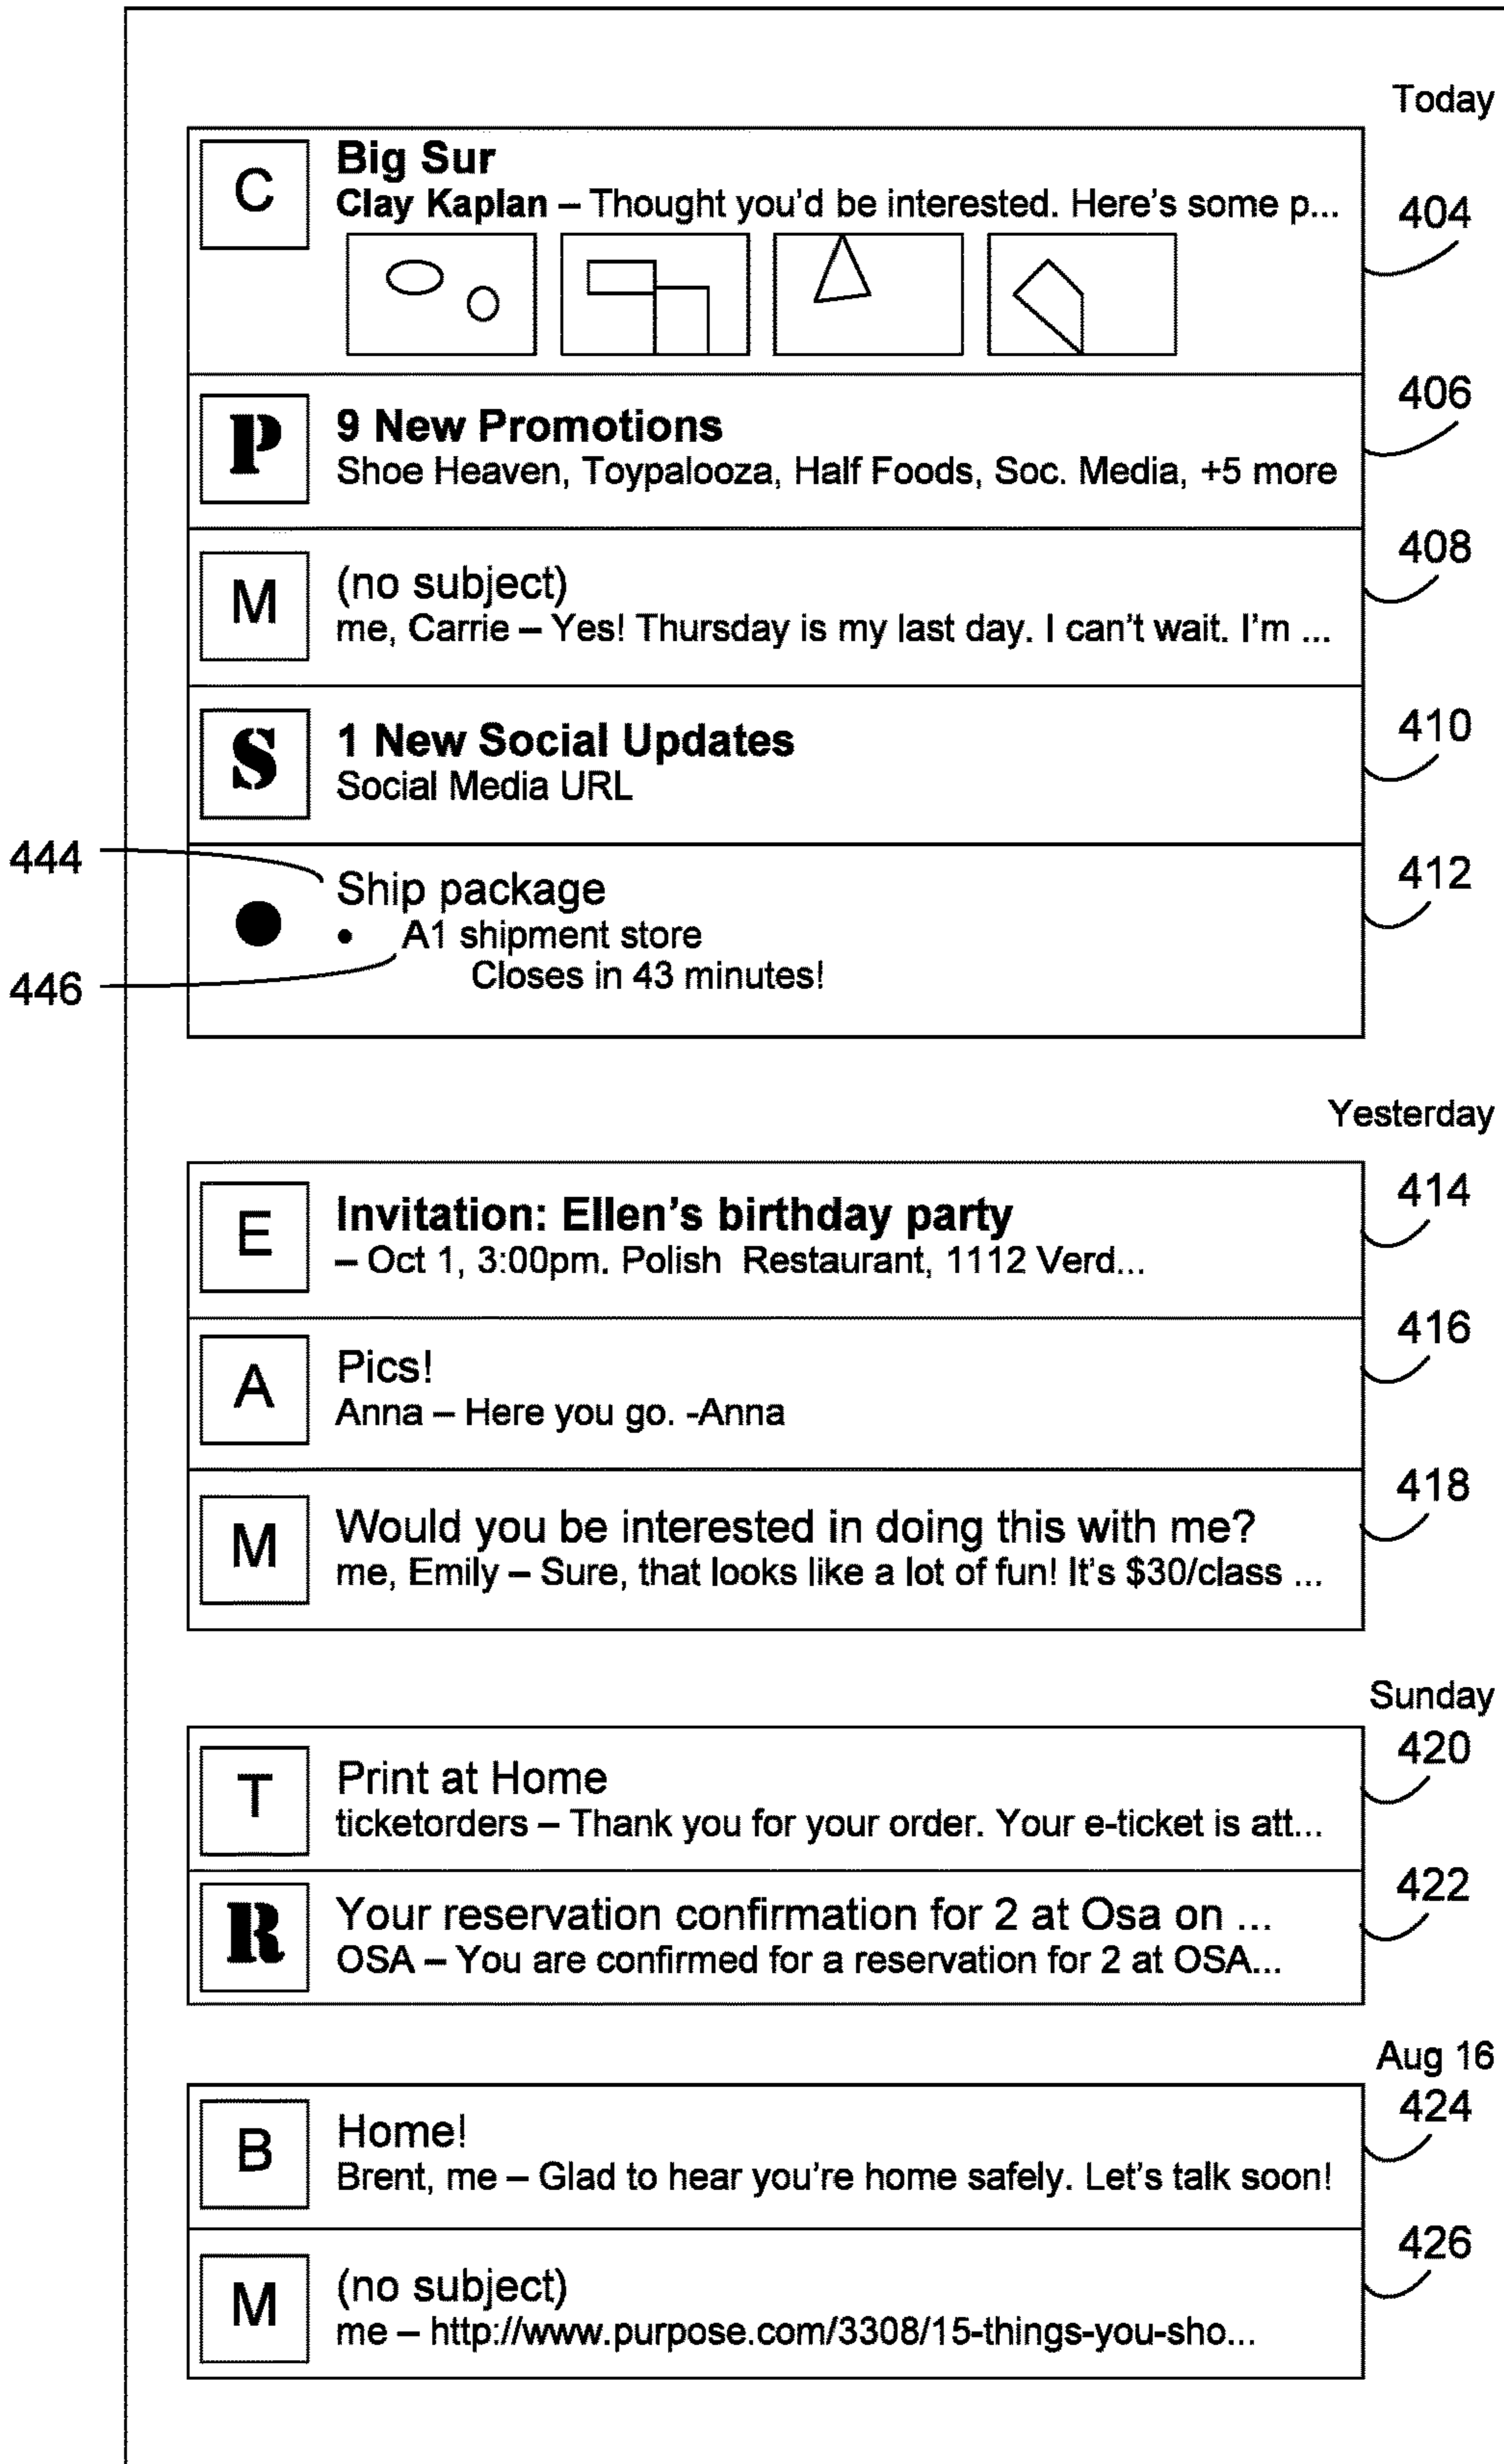 Today
C
Big Sur
Clay Kaplan – Thought you'd be interested. Here's some p...
404
P
9 New Promotions
Shoe Heaven, Toypalooza, Half Foods, Soc. Media, +5 more
406
M
(no subject)
me, Carrie – Yes! Thursday is my last day. I can't wait. I'm ...
408
S
1 New Social Updates
Social Media URL
410
444
Ship package
• A1 shipment store
Closes in 43 minutes!
446
412
Yesterday
E
Invitation: Ellen's birthday party
– Oct 1, 3:00pm. Polish Restaurant, 1112 Verd...
414
A
Pics!
Anna – Here you go. -Anna
416
M
Would you be interested in doing this with me?
me, Emily – Sure, that looks like a lot of fun! It's $30/class ...
418
Sunday
T
Print at Home
ticketorders – Thank you for your order. Your e-ticket is att...
420
R
Your reservation confirmation for 2 at Osa on ...
OSA – You are confirmed for a reservation for 2 at OSA...
422
Aug 16
B
Home!
Brent, me – Glad to hear you're home safely. Let's talk soon!
424
M
(no subject)
me – http://www.purpose.com/3308/15-things-you-sho...
426